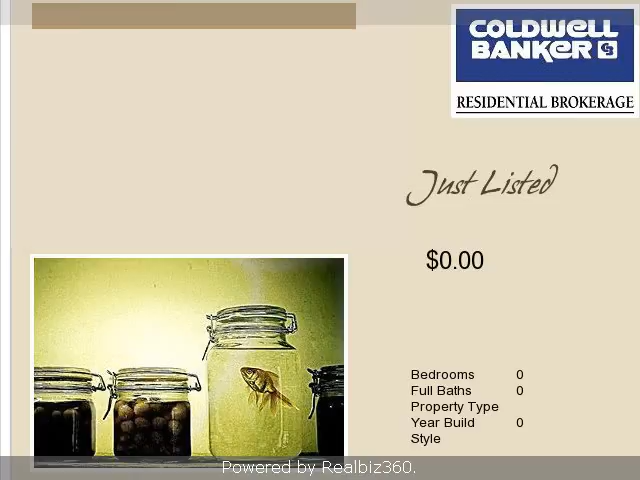 COLDWELL
BANKER CB
RESIDENTIAL BROKERAGE
Just Listed
$0.00
Bedrooms 0
Full Baths 0
Property Type
Year Build 0
Style
Powered by Realbiz360.